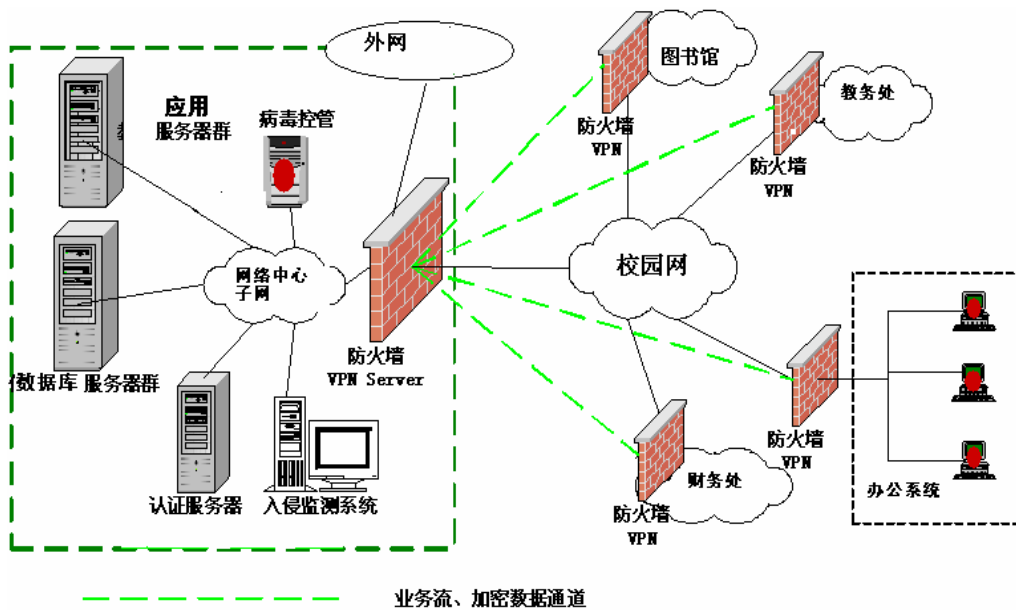 外网
应用
服务器群
病毒控管
网络中心
子网
防火墙
VPN Server
数据库 服务器群
认证服务器
入侵监测系统
图书馆
防火墙
VPN
教务处
防火墙
VPN
校园网
防火墙
VPN
办公系统
财务处
防火墙
VPN
业务流、加密数据通道